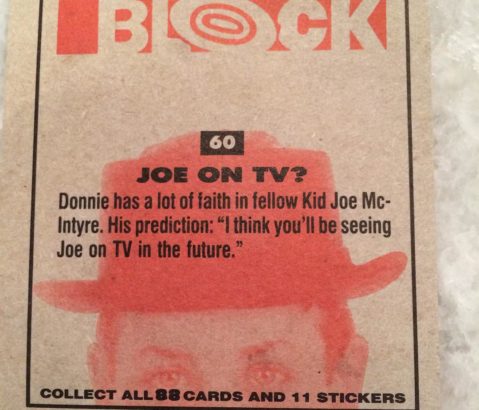 BLOCK
60
JOE ON TV?
Donnie has a lot of faith in fellow Kid Joe Mc-
Intyre. His prediction: “I think you’ll be seeing
Joe on TV in the future.”
COLLECT ALL 88 CARDS AND 11 STICKERS